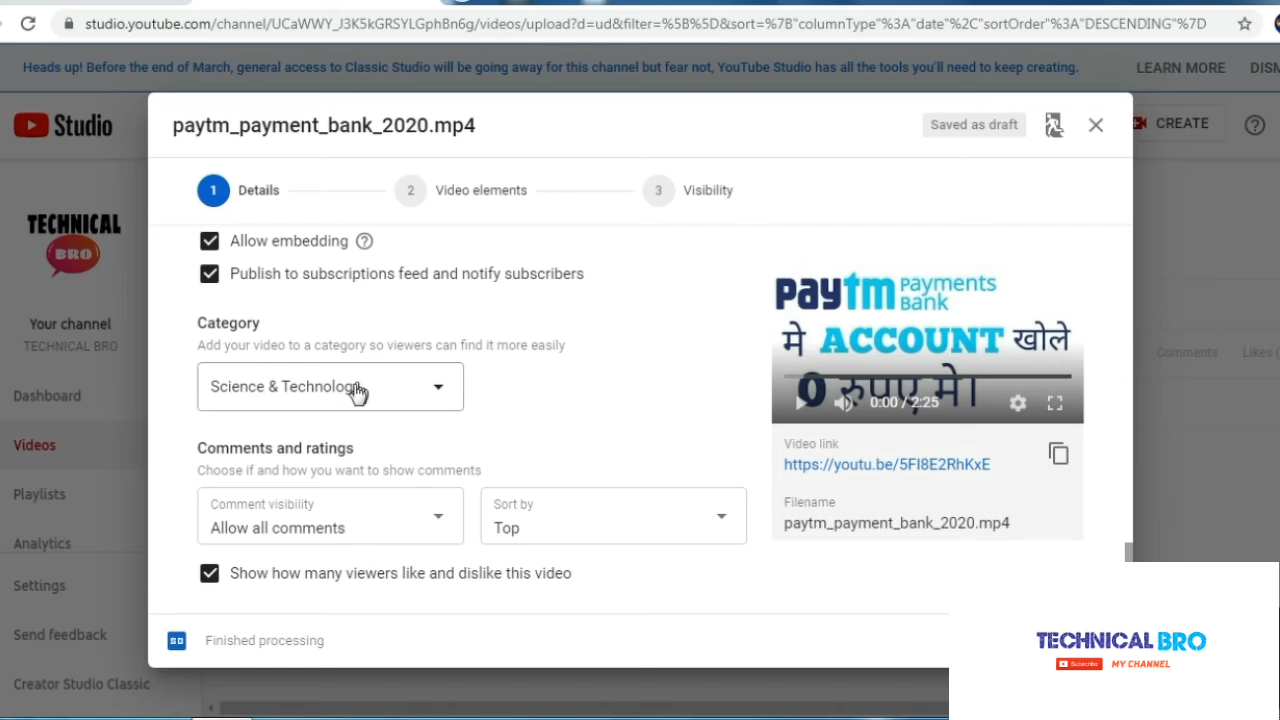 studio.youtube.com/channel/UCaWWY_J3K5kGRSYLGphBn6g/videos/upload?d=ud&filter=%5B%5D&sort=%7B"columnType"%3A"date"%2C"sortOrder"%3A"DESCENDING"%7D
Heads up! Before the end of March, general access to Classic Studio will be going away for this channel but fear not, YouTube Studio has all the tools you'll need to keep creating.
LEARN MORE
DISM
Studio
CREATE
paytm_payment_bank_2020.mp4
Saved as draft
1 Details
2 Video elements
3 Visibility
TECHNICAL
BRO
Your channel
TECHNICAL BRO
Dashboard
Videos
Playlists
Analytics
Settings
Send feedback
Creator Studio Classic
Allow embedding
Publish to subscriptions feed and notify subscribers
Category
Add your video to a category so viewers can find it more easily
Science & Technology
Comments and ratings
Choose if and how you want to show comments
Comment visibility
Allow all comments
Sort by
Top
Show how many viewers like and dislike this video
paytm Payments
Bank
मे ACCOUNT खोले
0 रुपए मे।
0:00 / 2:25
Video link
https://youtu.be/5FI8E2RhKxE
Filename
paytm_payment_bank_2020.mp4
Comments
Likes (
SD Finished processing
TECHNICAL BRO
Subscribe MY CHANNEL